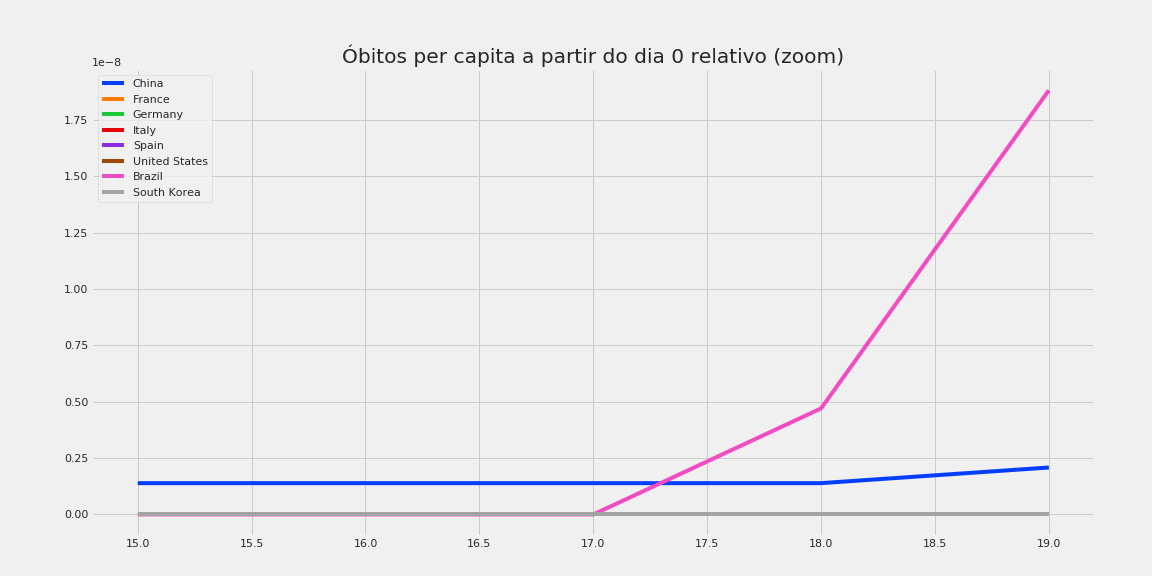 Óbitos per capita a partir do dia 0 relativo (zoom)
1e−8
China
France
Germany
Italy
Spain
United States
Brazil
South Korea
1.75
1.50
1.25
1.00
0.75
0.50
0.25
0.00
15.0 15.5 16.0 16.5 17.0 17.5 18.0 18.5 19.0